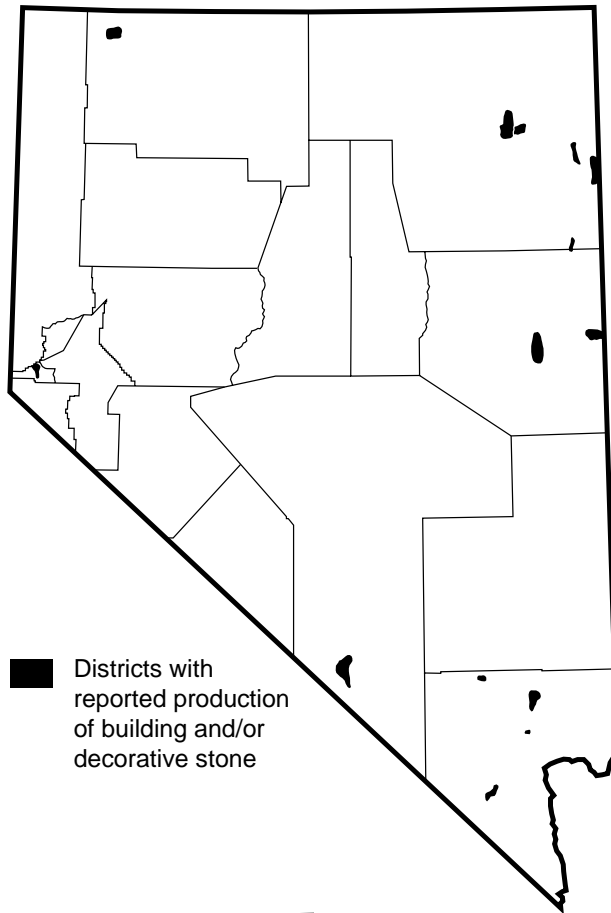 Districts with
reported production
of building and/or
decorative stone